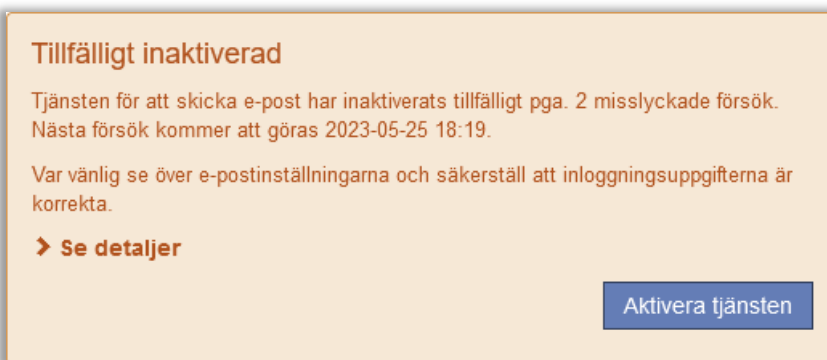 Tillfälligt inaktiverad
Tjänsten för att skicka e-post har inaktiverats tillfälligt pga. 2 misslyckade försök.
Nästa försök kommer att göras 2023-05-25 18:19.
Var vänlig se över e-postinställningarna och säkerställ att inloggningsuppgifterna är
korrekta.
Se detaljer
Aktivera tjänsten